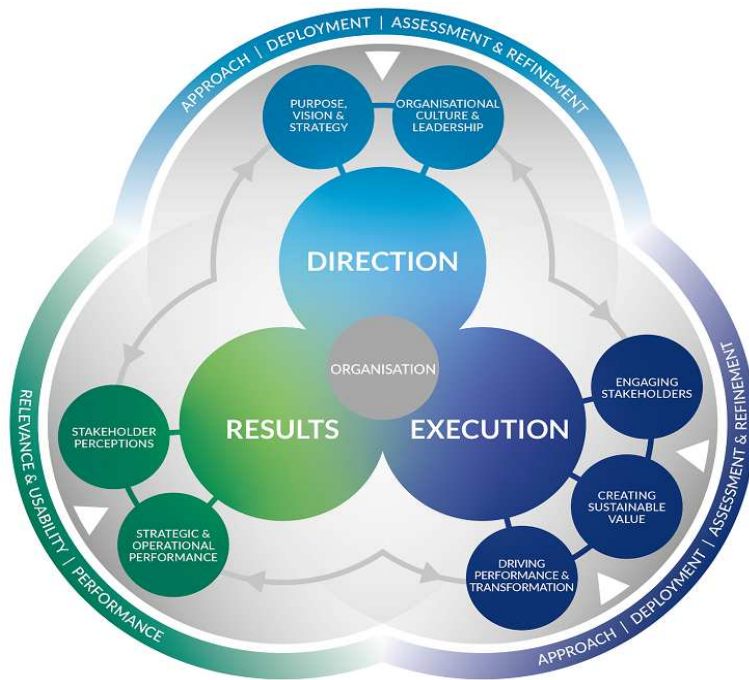 APPROACH | DEPLOYMENT | ASSESSMENT & REFINEMENT
PURPOSE,
VISION &
STRATEGY
ORGANISATIONAL
CULTURE &
LEADERSHIP
DIRECTION
ORGANISATION
RESULTS
EXECUTION
STAKEHOLDER
PERCEPTIONS
STRATEGIC &
OPERATIONAL
PERFORMANCE
ENGAGING
STAKEHOLDERS
CREATING
SUSTAINABLE
VALUE
DRIVING
PERFORMANCE &
TRANSFORMATION
RELEVANCE & USABILITY | PERFORMANCE
APPROACH | DEPLOYMENT | ASSESSMENT & REFINEMENT